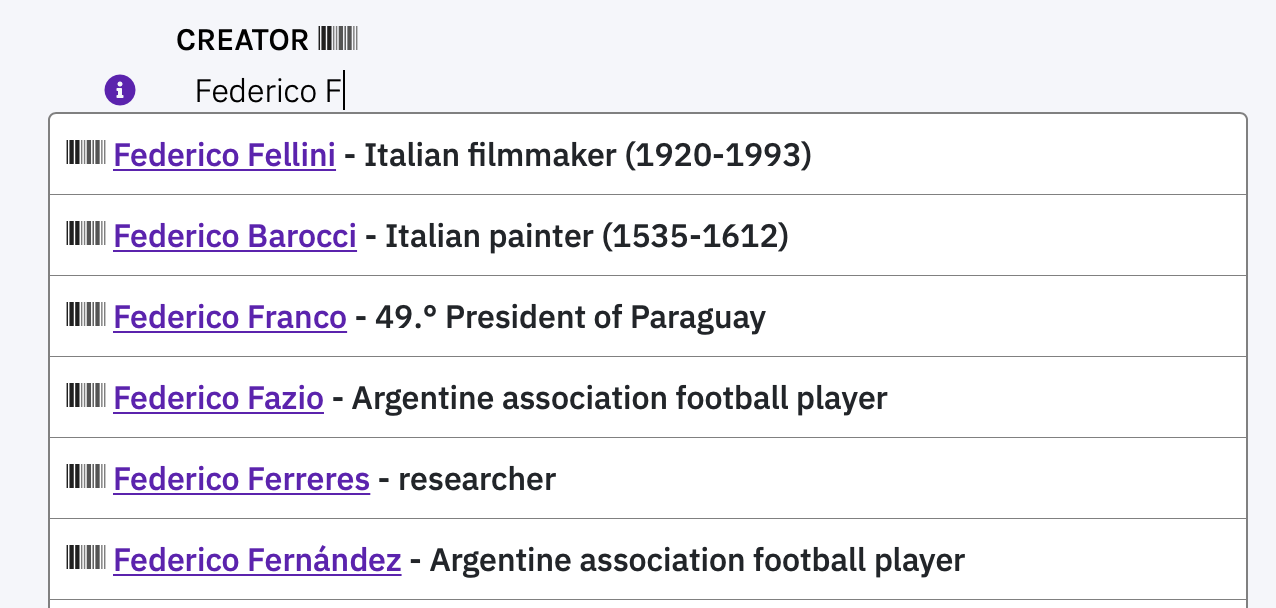 CREATOR
Federico F
Federico Fellini - Italian filmmaker (1920-1993)
Federico Barocci - Italian painter (1535-1612)
Federico Franco - 49.° President of Paraguay
Federico Fazio - Argentine association football player
Federico Ferreres - researcher
Federico Fernández - Argentine association football player